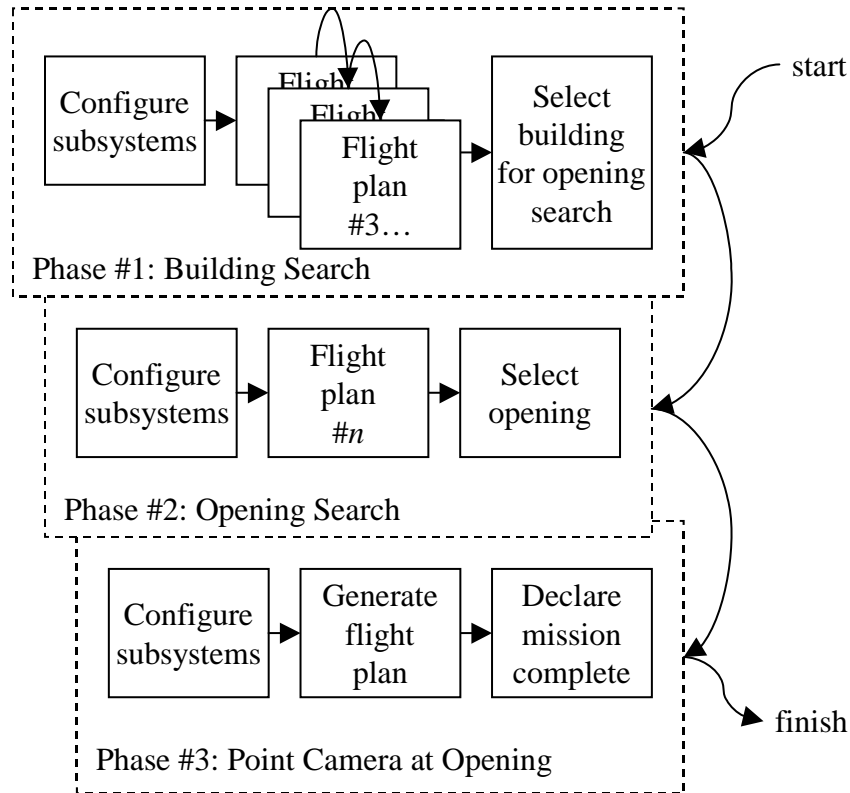 start
Configure
subsystems
Flight
Flight
Flight
plan
#3…
Select
building
for opening
search
Phase #1: Building Search
Configure
subsystems
Flight
plan
#n
Select
opening
Phase #2: Opening Search
Configure
subsystems
Generate
flight
plan
Declare
mission
complete
finish
Phase #3: Point Camera at Opening